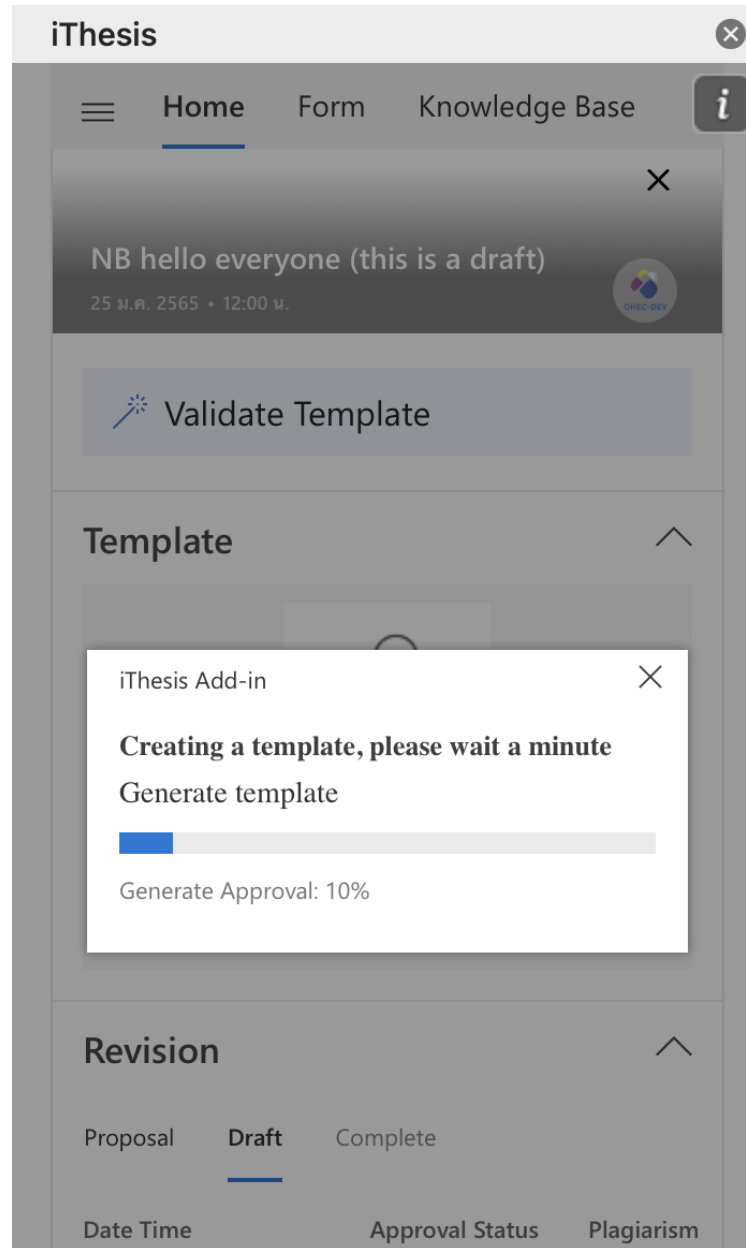 iThesis
Home Form Knowledge Base
i
NB hello everyone (this is a draft)
25 ม.ค. 2565 • 12:00 น.
OHEC-DEV
Validate Template
Template
iThesis Add-in
Creating a template, please wait a minute
Generate template
Generate Approval: 10%
Revision
Proposal Draft Complete
Date Time Approval Status Plagiarism